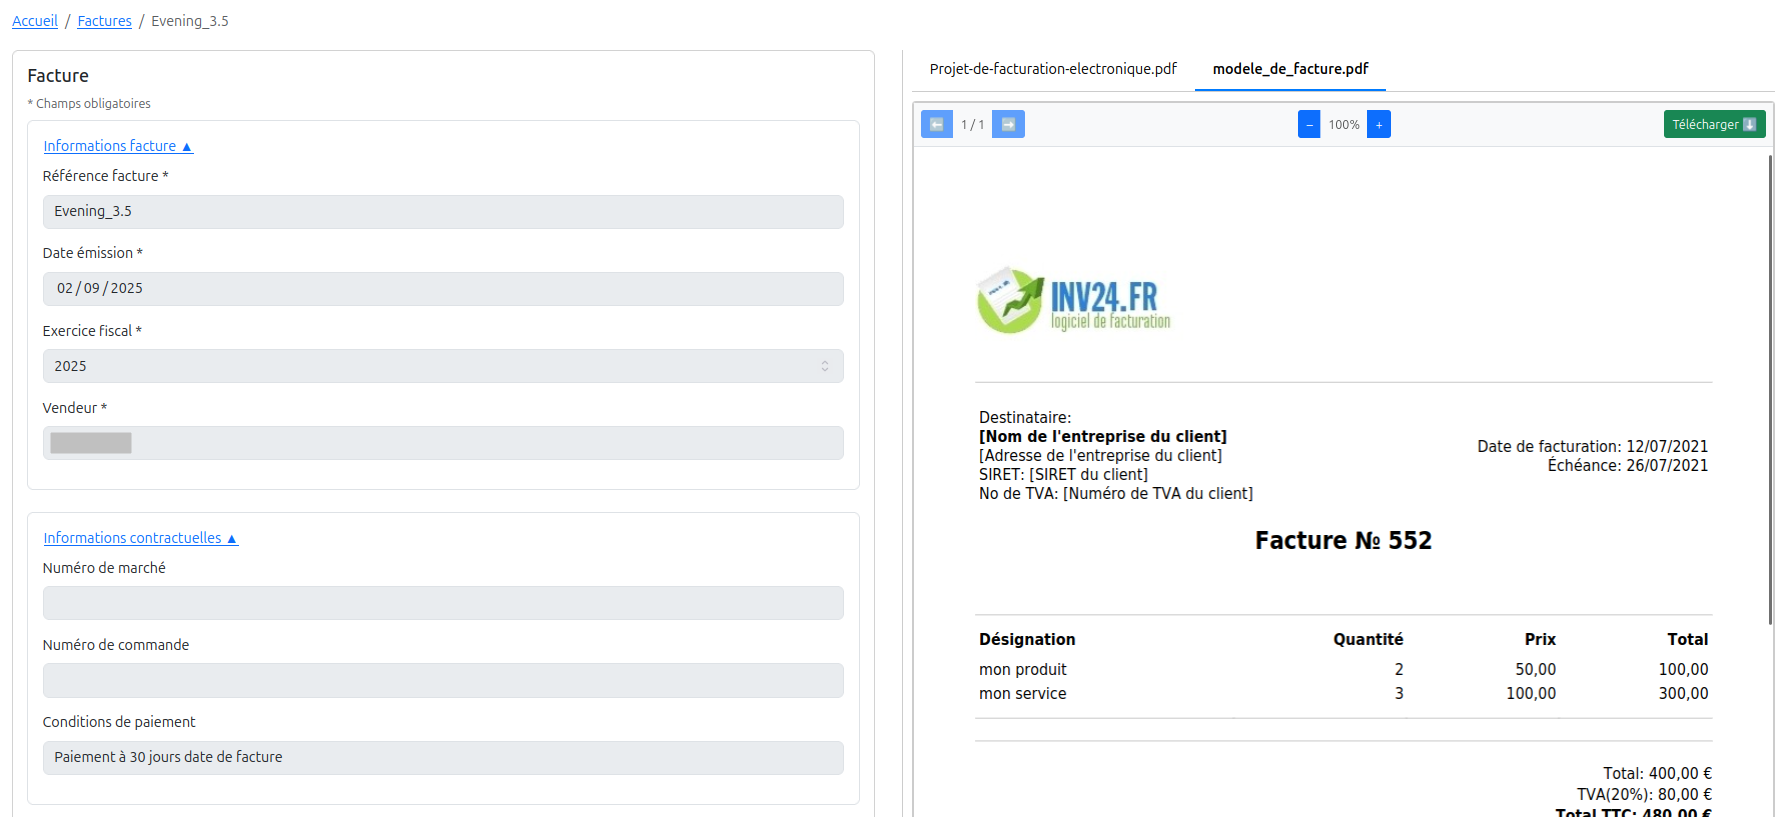 Accueil / Factures / Evening_3.5
Facture
* Champs obligatoires
Informations facture ▲
Référence facture *
Evening_3.5
Date émission *
02 / 09 / 2025
Exercice fiscal *
2025
Vendeur *
Informations contractuelles ▲
Numéro de marché
Numéro de commande
Conditions de paiement
Paiement à 30 jours date de facture
Projet-de-facturation-electronique.pdf modele_de_facture.pdf
1 / 1 − 100% + Télécharger
INV24.FR
logiciel de facturation
Destinataire:
[Nom de l'entreprise du client]
[Adresse de l'entreprise du client]
SIRET: [SIRET du client]
No de TVA: [Numéro de TVA du client]
Date de facturation: 12/07/2021
Échéance: 26/07/2021
Facture № 552
Désignation Quantité Prix Total
mon produit 2 50,00 100,00
mon service 3 100,00 300,00
Total: 400,00 €
TVA(20%): 80,00 €
Total TTC: 480,00 €